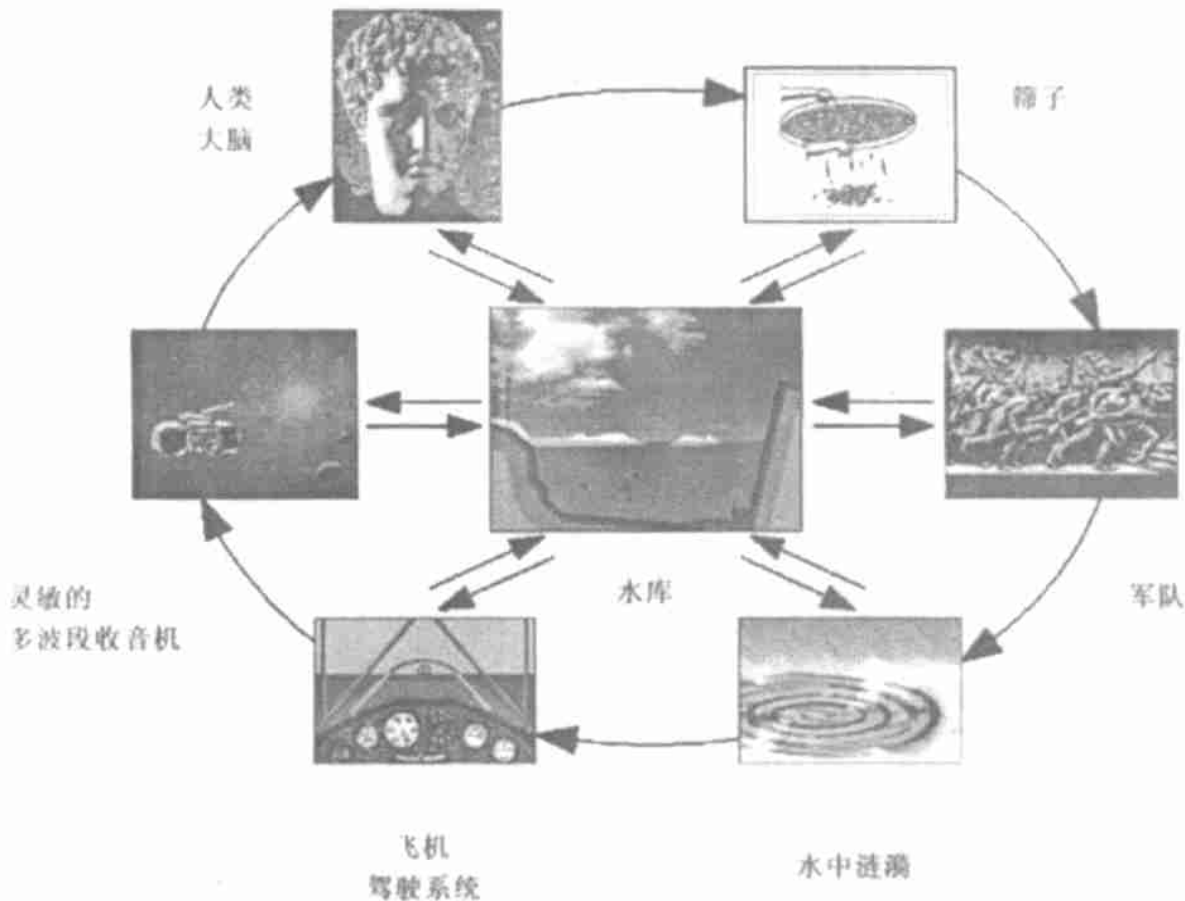 人类
大脑
筛子
灵敏的
多波段收音机
水库
军队
飞机
驾驶系统
水中涟漪